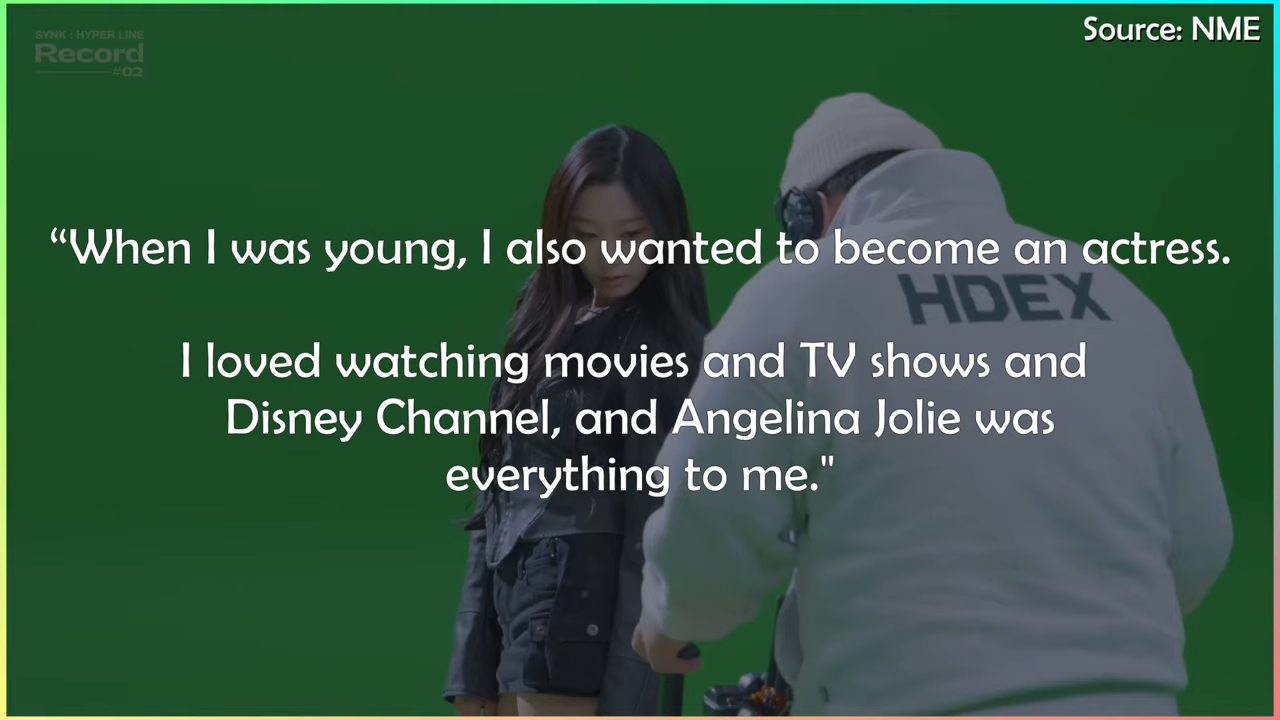 SYNK : HYPER LINE
Record
#02
Source: NME
“When I was young, I also wanted to become an actress.
HDEX
I loved watching movies and TV shows and
Disney Channel, and Angelina Jolie was
everything to me."